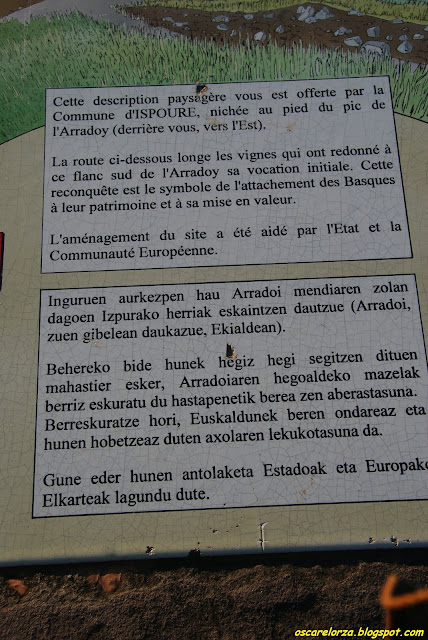 Cette description paysagère vous est offerte par la
Commune d'ISPOURE, nichée au pied du pic de
l'Arradoy (derrière vous, vers l'Est).
La route ci-dessous longe les vignes qui ont redonné à
ce flanc sud de l'Arradoy sa vocation initiale. Cette
reconquête est le symbole de l'attachement des Basques
à leur patrimoine et à sa mise en valeur.
L'aménagement du site a été aidé par l'Etat et la
Communauté Européenne.
Inguruen aurkezpen hau Arradoi mendiaren zolan
dagoen Izpurako herriak eskaintzen dautzue (Arradoi,
zuen gibelean daukazue, Ekialdean).
Behereko bide hunek hegiz hegi segitzen dituen
mahastier esker, Arradoiaren hegoaldeko mazelak
berriz eskuratu du hastapenetik berea zen aberastasuna.
Berreskuratze hori, Euskaldunek beren ondareaz eta
hunen hobetzeaz duten axolaren lekukotasuna da.
Gune eder hunen antolaketa Estadoak eta Europako
Elkarteak lagundu dute.
oscarelorza.blogspot.com